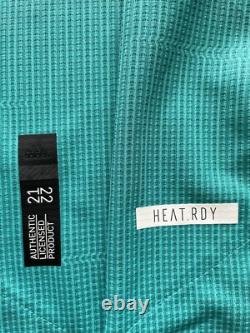 21
22
AUTHENTIC
LICENSED
PRODUCT
HEAT.RDY